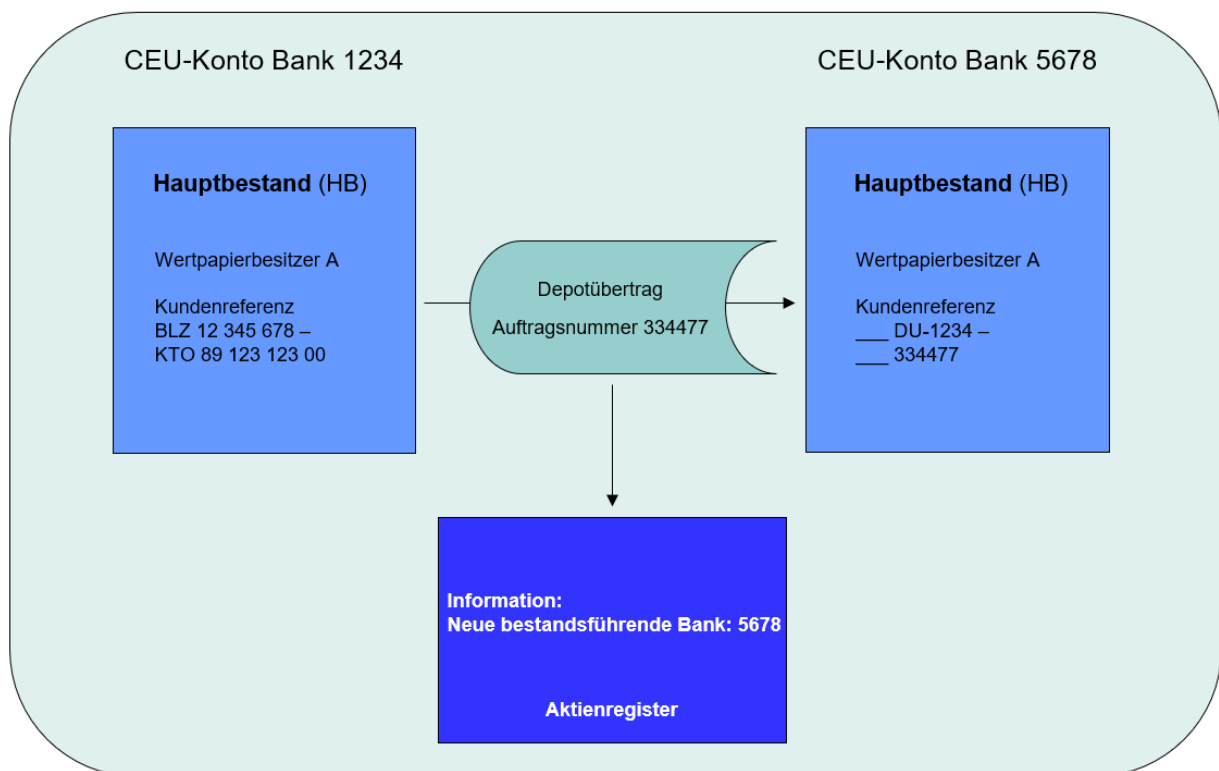 CEU-Konto Bank 1234
CEU-Konto Bank 5678
Hauptbestand (HB)
Wertpapierbesitzer A
Kundenreferenz
BLZ 12 345 678 –
KTO 89 123 123 00
Depotübertrag
Auftragsnummer 334477
Hauptbestand (HB)
Wertpapierbesitzer A
Kundenreferenz
___ DU-1234 –
___ 334477
Information:
Neue bestandsführende Bank: 5678
Aktienregister